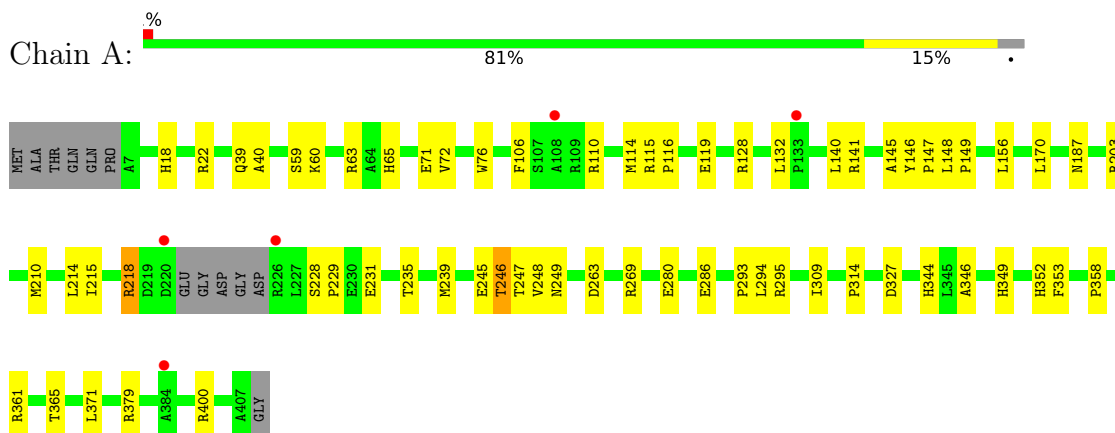 .%
Chain A:
81% 15% .
MET ALA THR GLN GLN PRO A7 H18 R22 Q39 A40 S59 K60 R63 A64 H65 E71 V72 W76 F106 S107 A108 R109 R110 M114 R115 P116 E119 R128 L132 P133 L140 R141 A145 Y146 P147 L148 P149 L156 L170 N187
M210 L214 I215 R218 D219 D220 GLU GLY ASP GLY ASP R226 L227 S228 P229 E230 E231 T235 M239 E245 T246 T247 V248 N249 D263 R269 E280 E286 P293 L294 R295 I309 P314 D327 H344 L345 A346 H349 H352 F353 P358
R361 T365 L371 R379 A384 R400 A407 GLY